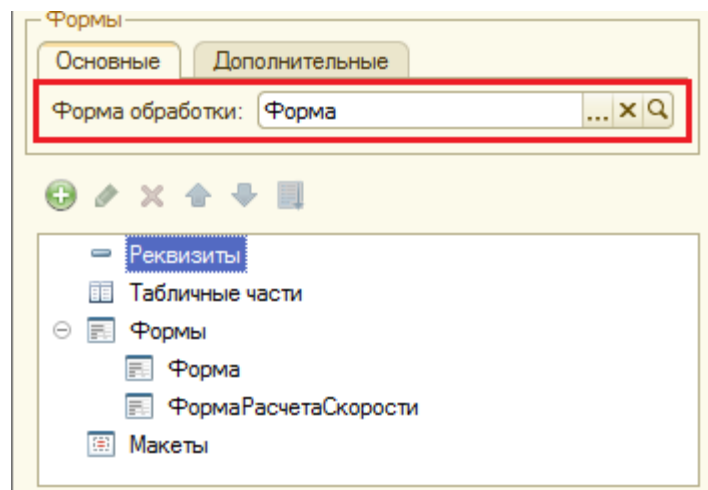 Формы
Основные Дополнительные
Форма обработки: Форма ...
Реквизиты
Табличные части
Формы
Форма
ФормаРасчетаСкорости
Макеты